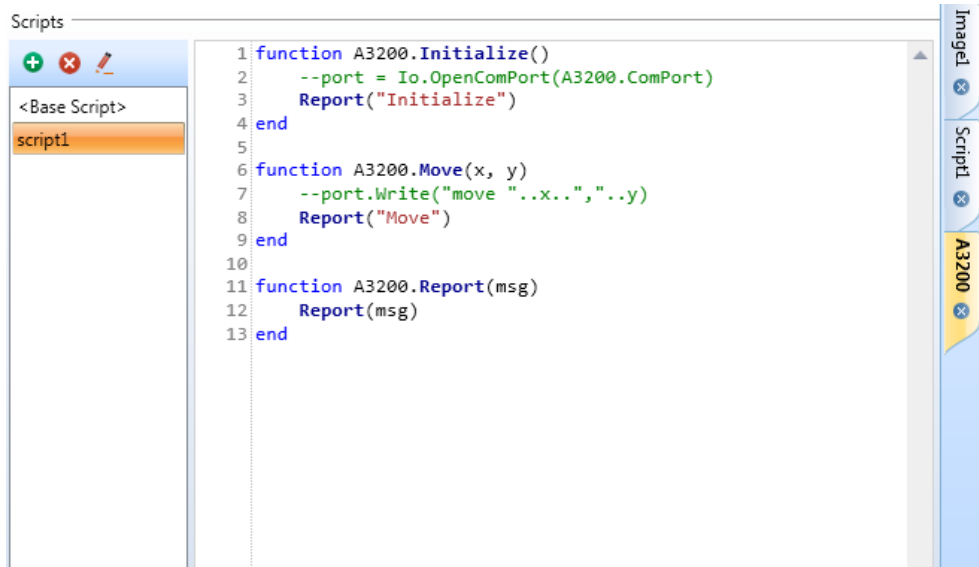 Scripts
<Base Script>
script1
1 function A3200.Initialize()
2 --port = Io.OpenComPort(A3200.ComPort)
3 Report("Initialize")
4 end
5
6 function A3200.Move(x, y)
7 --port.Write("move "..x..","..y)
8 Report("Move")
9 end
10
11 function A3200.Report(msg)
12 Report(msg)
13 end
Image1
Script1
A3200